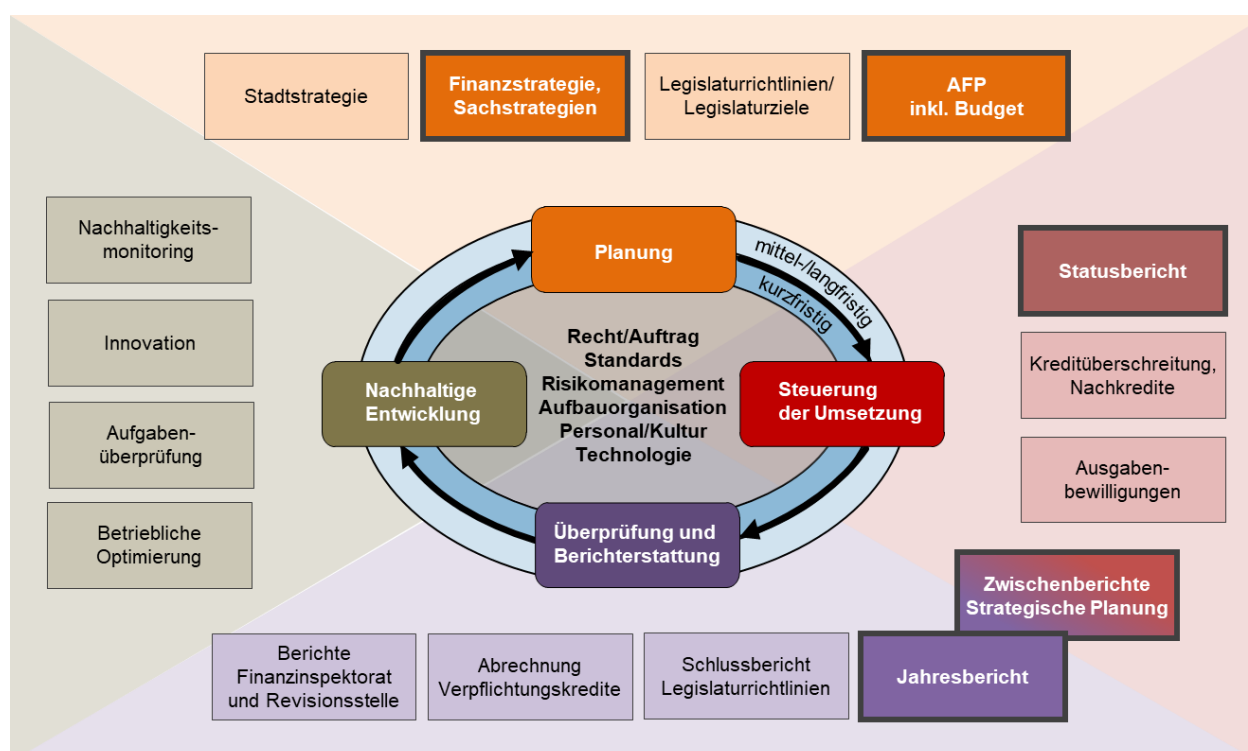 Stadtstrategie
Finanzstrategie,
Sachstrategien
Legislaturrichtlinien/
Legislaturziele
AFP
inkl. Budget
Nachhaltigkeits-
monitoring
Innovation
Aufgaben-
überprüfung
Betriebliche
Optimierung
Planung
mittel-/langfristig
kurzfristig
Recht/Auftrag
Standards
Risikomanagement
Aufbauorganisation
Personal/Kultur
Technologie
Nachhaltige
Entwicklung
Steuerung
der Umsetzung
Überprüfung und
Berichterstattung
Statusbericht
Kreditüberschreitung,
Nachkredite
Ausgaben-
bewilligungen
Zwischenberichte
Strategische Planung
Berichte
Finanzinspektorat
und Revisionsstelle
Abrechnung
Verpflichtungskredite
Schlussbericht
Legislaturrichtlinien
Jahresbericht